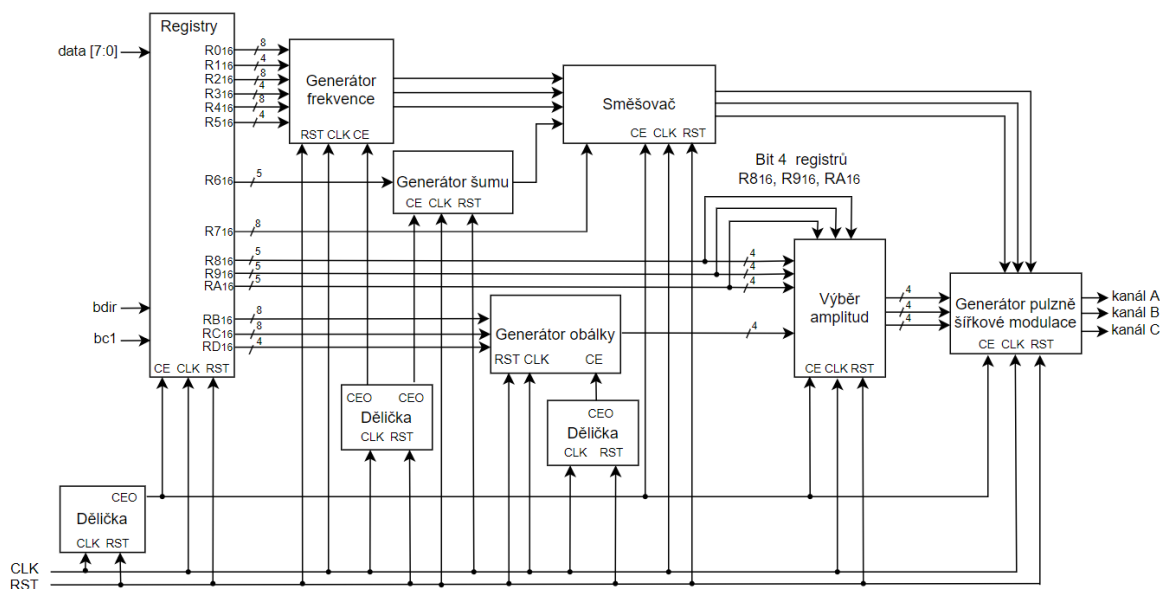 Registry
data [7:0]
bdir
bc1
R016
R116
R216
R316
R416
R516
R616
R716
R816
R916
RA16
RB16
RC16
RD16
CE CLK RST
8
4
8
4
8
4
5
8
5
5
5
8
8
4
Generátor
frekvence
RST CLK CE
Generátor šumu
CE CLK RST
Směšovač
CE CLK RST
Bit 4 registrů
R816, R916, RA16
4
4
4
4
Generátor obálky
RST CLK CE
Výběr
amplitud
CE CLK RST
4
4
4
Generátor pulzně
šířkové modulace
CE CLK RST
kanál A
kanál B
kanál C
CEO CEO
Dělička
CLK RST
CEO
Dělička
CLK RST
CEO
Dělička
CLK RST
CLK
RST